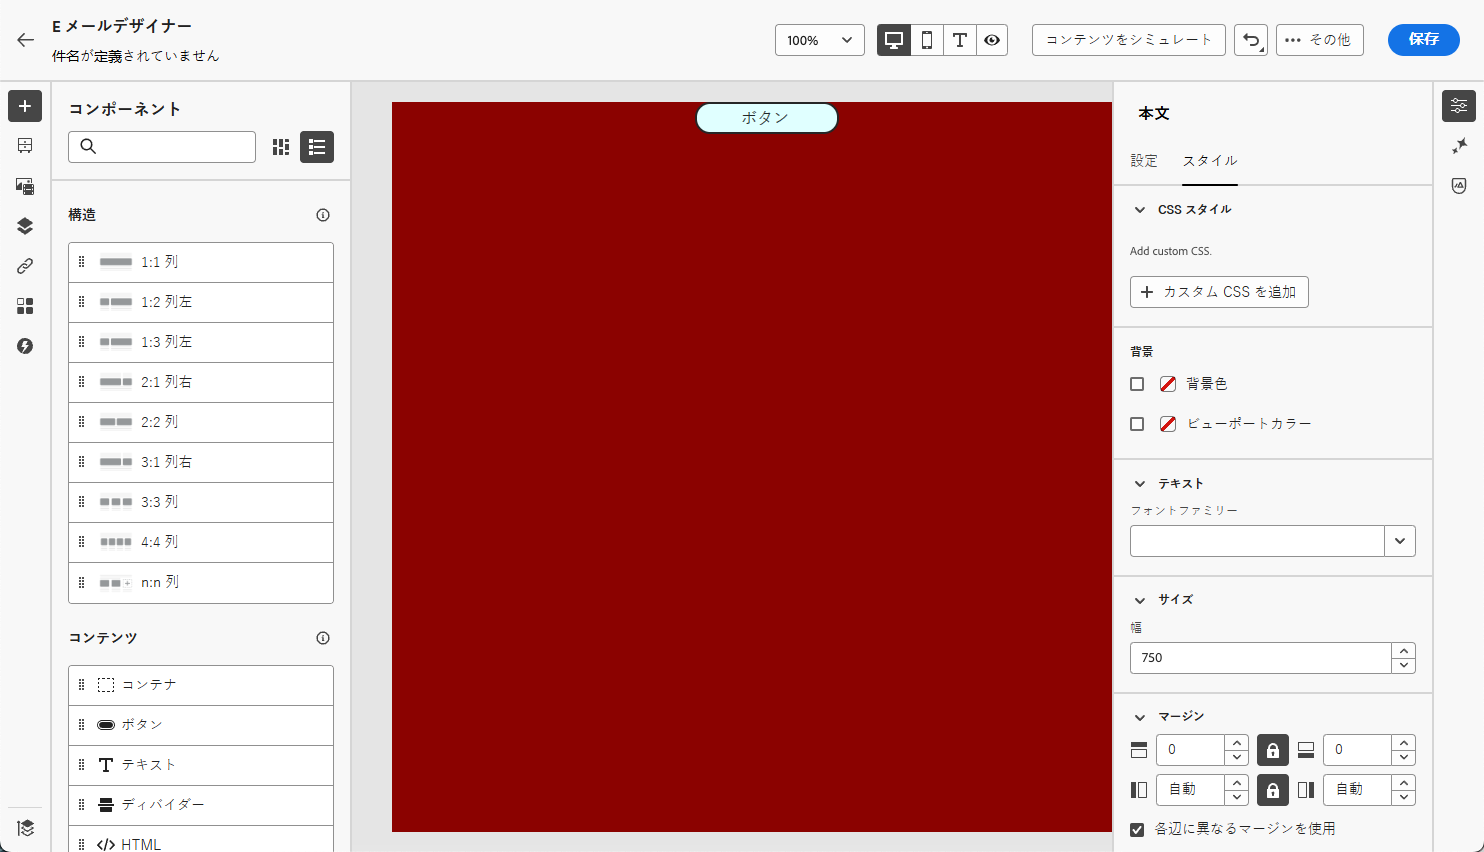 E メールデザイナー
件名が定義されていません
100%
コンテンツをシミュレート
その他
保存
コンポーネント
構造
1:1 列
1:2 列左
1:3 列左
2:1 列右
2:2 列
3:1 列右
3:3 列
4:4 列
n:n 列
コンテンツ
コンテナ
ボタン
テキスト
ディバイダー
HTML
ボタン
本文
設定
スタイル
CSS スタイル
Add custom CSS.
カスタム CSS を追加
背景
背景色
ビューポートカラー
テキスト
フォントファミリー
サイズ
幅
750
マージン
0
0
自動
自動
各辺に異なるマージンを使用